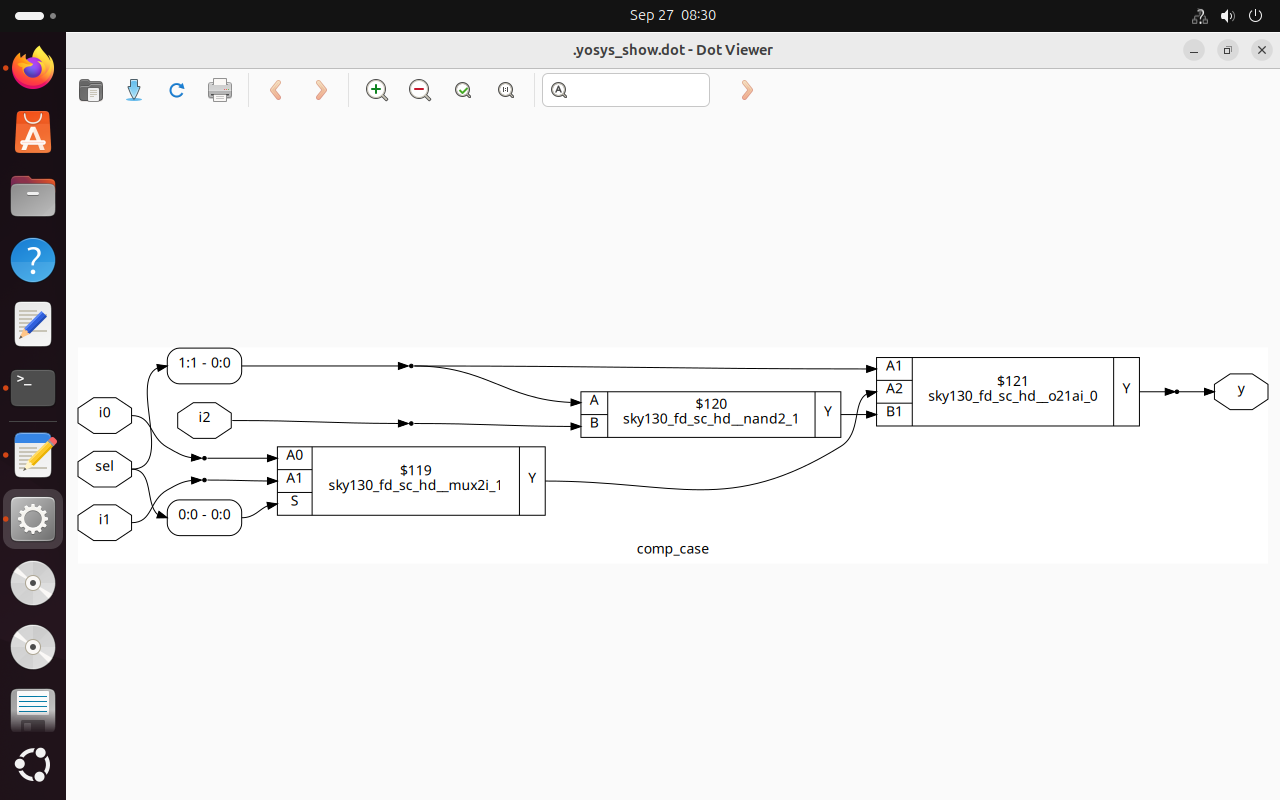 Sep 27 08:30
.yosys_show.dot - Dot Viewer
1:1 - 0:0
i0
i2
sel
i1
0:0 - 0:0
A0
A1
S
$119
sky130_fd_sc_hd__mux2i_1
Y
A
B
$120
sky130_fd_sc_hd__nand2_1
Y
A1
A2
B1
$121
sky130_fd_sc_hd__o21ai_0
Y
y
comp_case